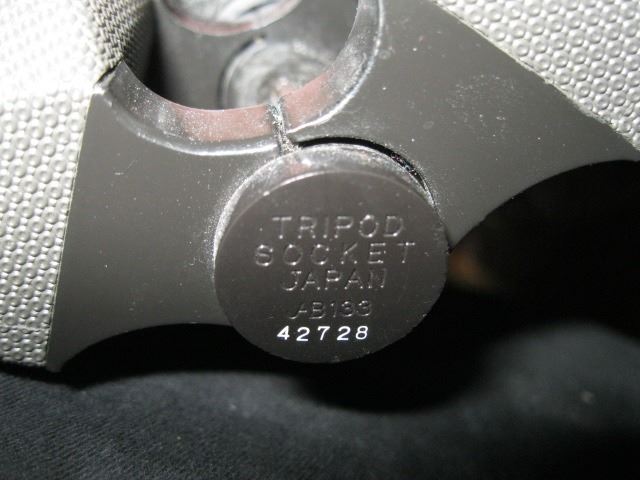 TRIPOD
SOCKET
JAPAN
JB133
42728